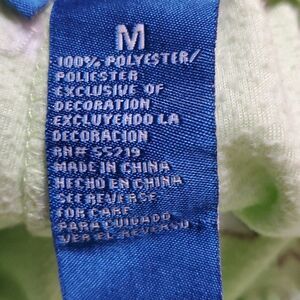 M
100% POLYESTER/
POLIESTER
EXCLUSIVE OF
DECORATION
EXCLUYENDO LA
DECORACION
RN# 55219
MADE IN CHINA
HECHO EN CHINA
SEE REVERSE
FOR CARE
PARA CUIDADO
VER EL REVERSO